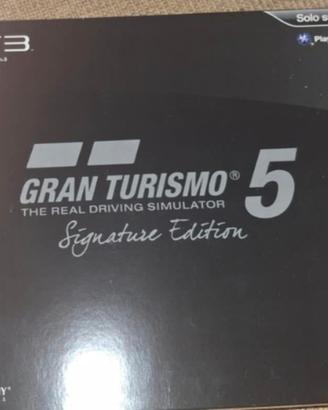 Solo
GRAN TURISMO® 5
THE REAL DRIVING SIMULATOR
Signature Edition